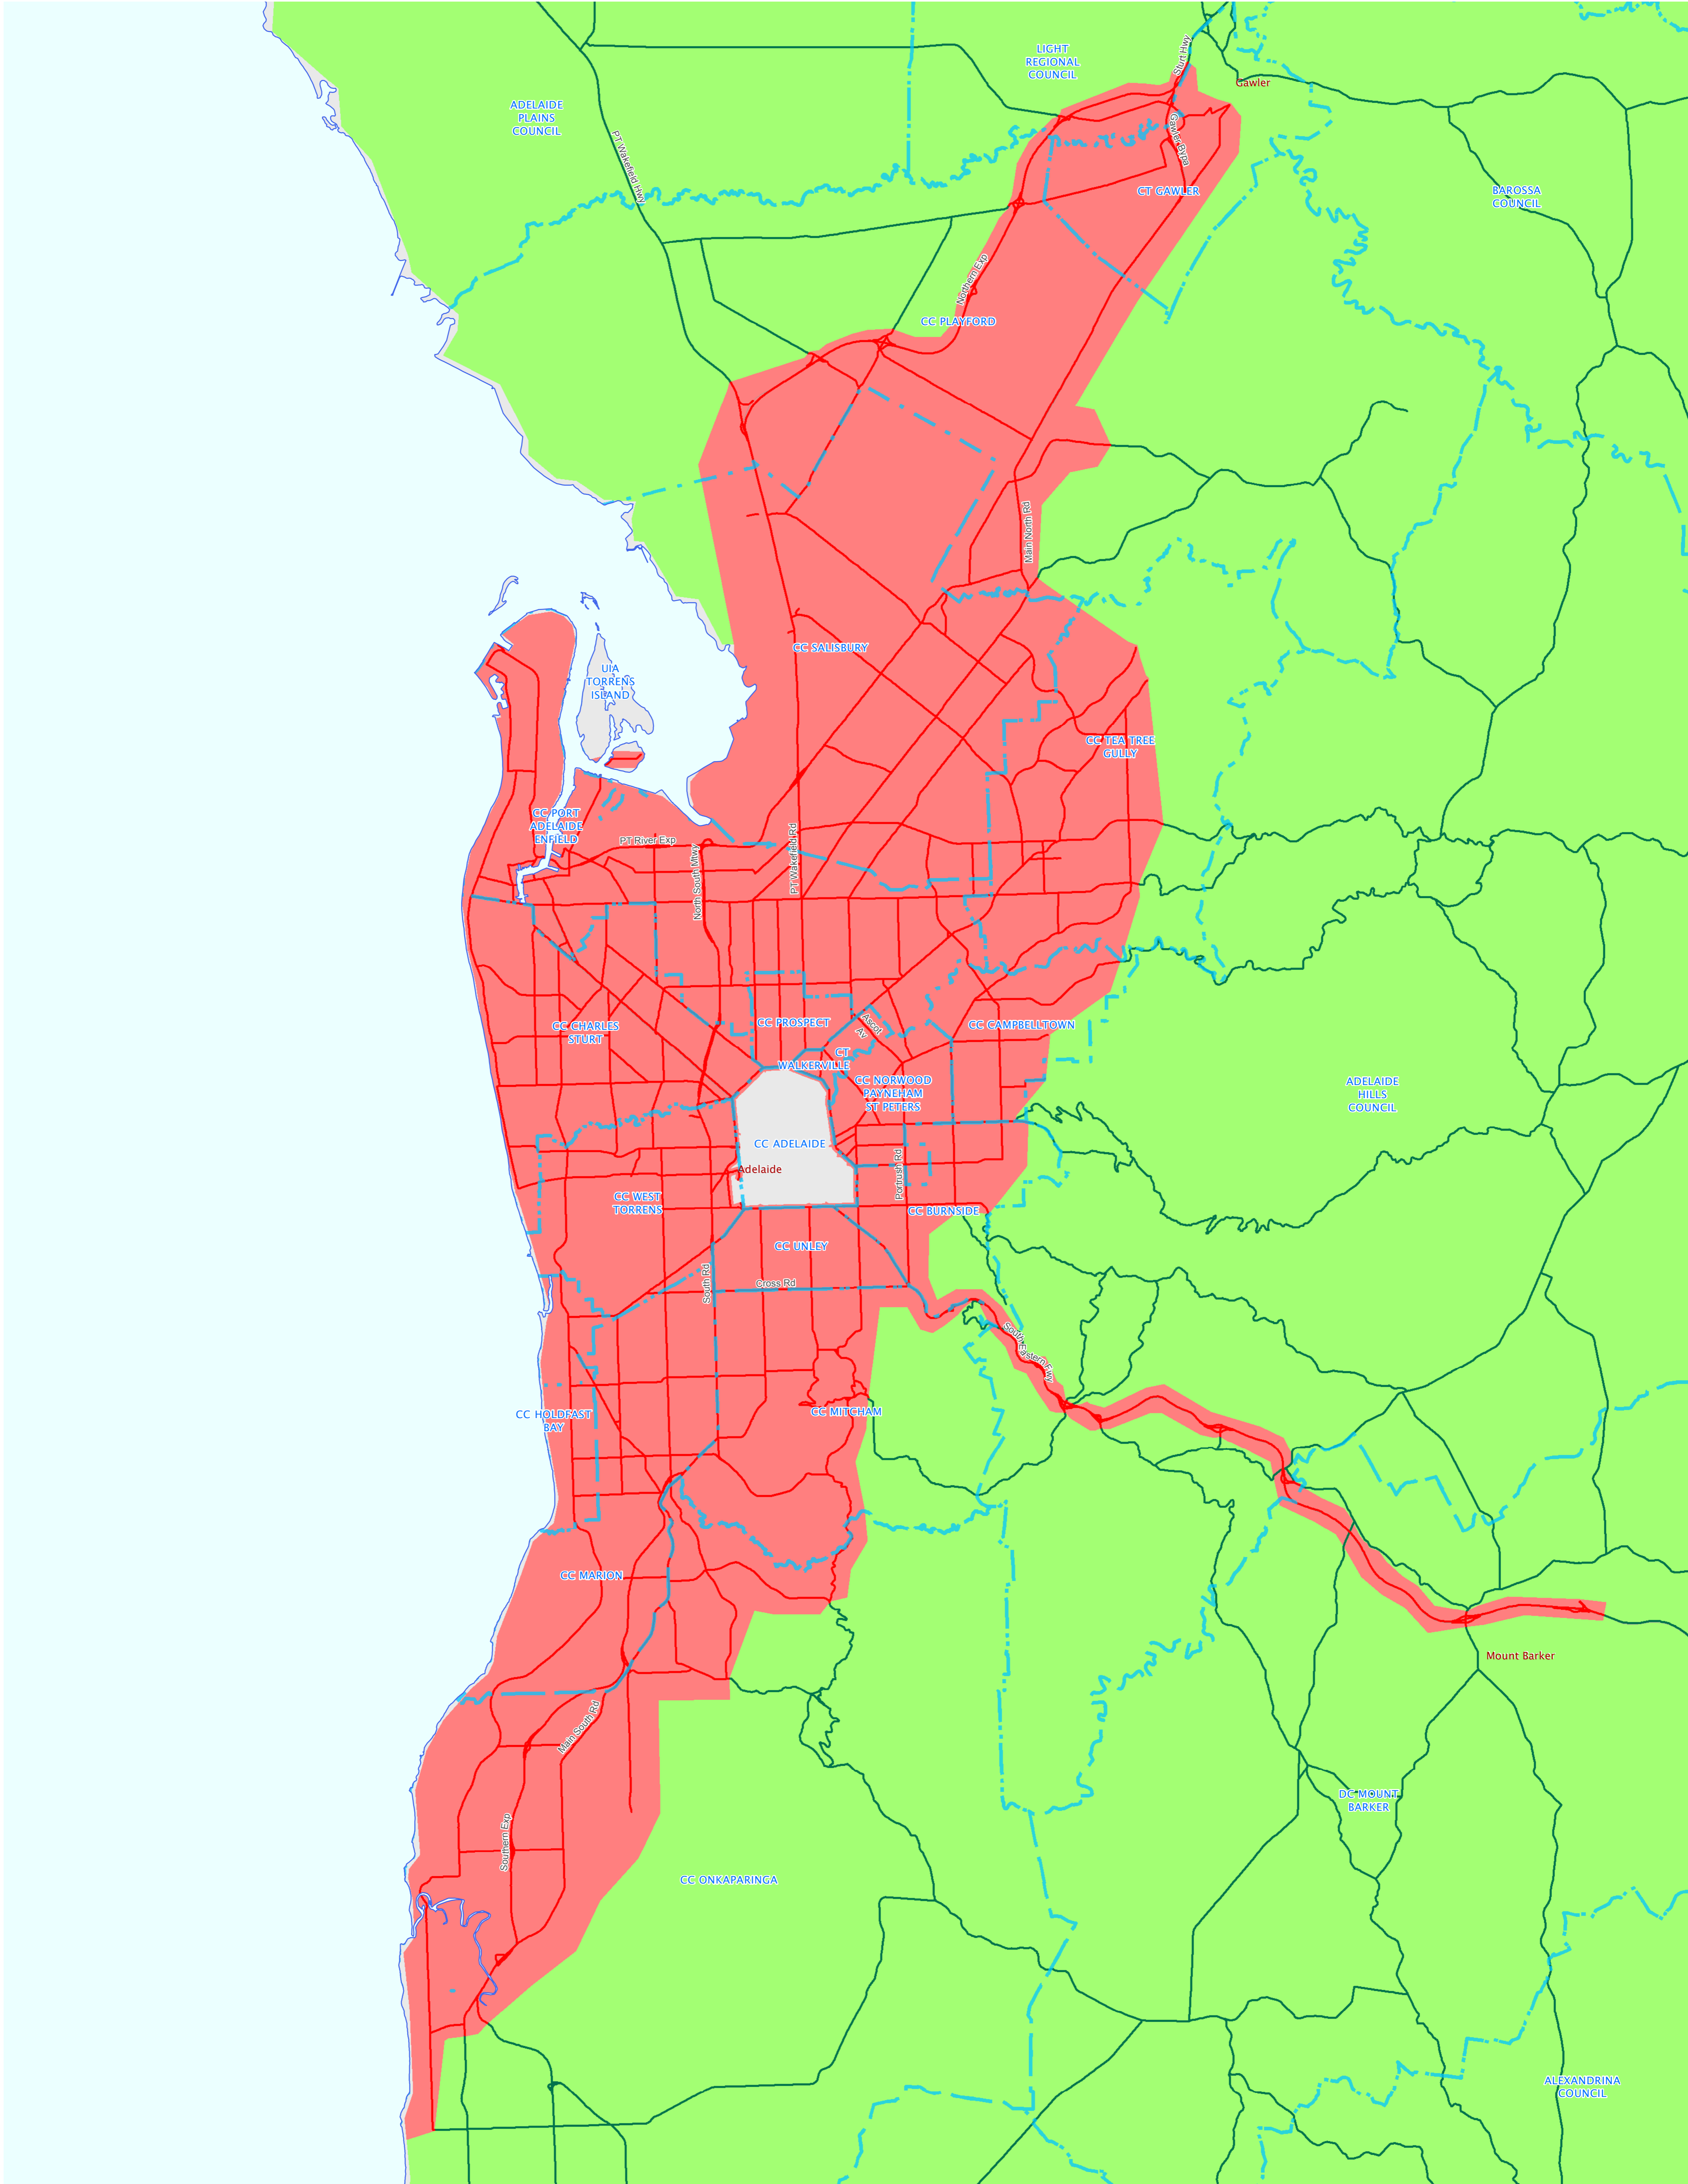 LIGHT
REGIONAL
COUNCIL
Sturt Hwy
Gawler
ADELAIDE
PLAINS
COUNCIL
PT Wakefield Hwy
Gawler Bypa
CT GAWLER
BAROSSA
COUNCIL
Northern Exp
CC PLAYFORD
Main North Rd
CC SALISBURY
UIA
TORRENS
ISLAND
CC TEA TREE
GULLY
CC PORT
ADELAIDE
ENFIELD
PT River Exp
North South Mtwy
PT Wakefield Rd
CC CHARLES
STURT
CC PROSPECT
Ascot
Av
CC CAMPBELLTOWN
CT
WALKERVILLE
CC NORWOOD
PAYNEHAM
ST PETERS
ADELAIDE
HILLS
COUNCIL
CC ADELAIDE
Adelaide
Portrush Rd
CC WEST
TORRENS
CC BURNSIDE
CC UNLEY
South Rd
Cross Rd
South Eastern Fwy
CC HOLDFAST
BAY
CC MITCHAM
CC MARION
Mount Barker
Main South Rd
DC MOUNT
BARKER
Southern Exp
CC ONKAPARINGA
ALEXANDRINA
COUNCIL